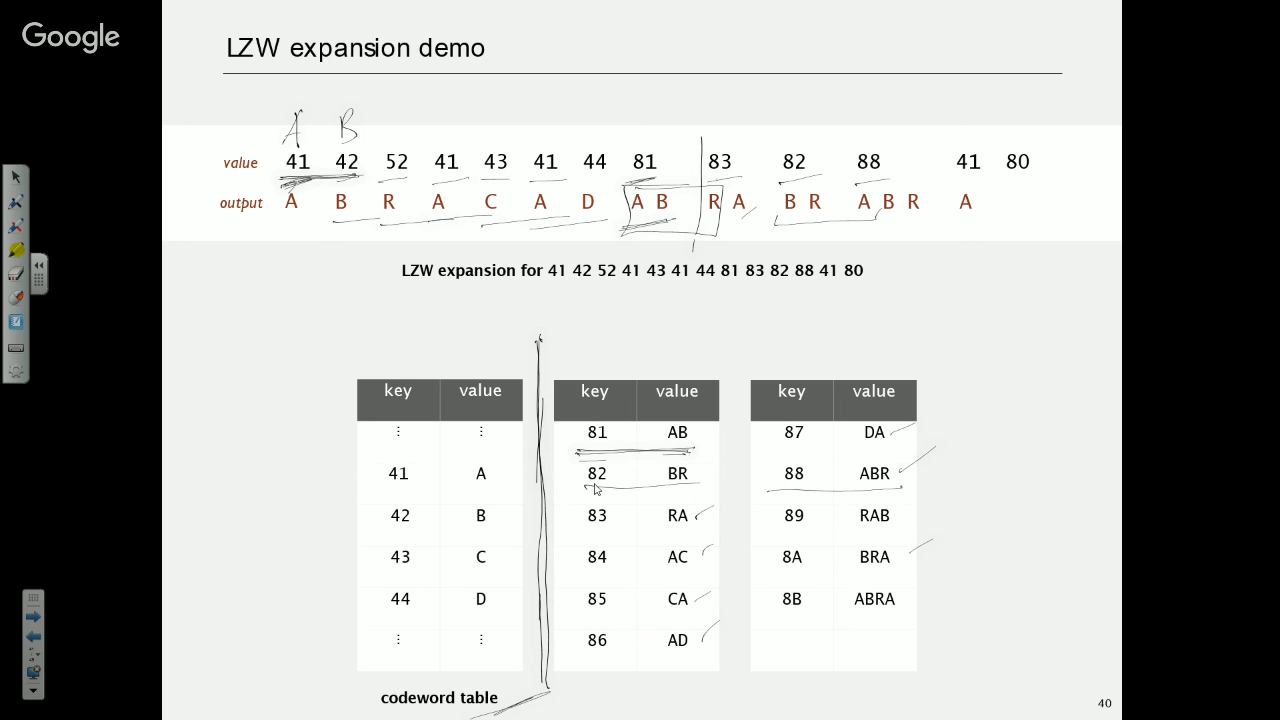 Google
LZW expansion demo
A B
value 41 42 52 41 43 41 44 81 83 82 88 41 80
output A B R A C A D A B R A B R A B R A
LZW expansion for 41 42 52 41 43 41 44 81 83 82 88 41 80
key value key value key value
⋮ ⋮ 81 AB 87 DA
41 A 82 BR 88 ABR
42 B 83 RA 89 RAB
43 C 84 AC 8A BRA
44 D 85 CA 8B ABRA
⋮ ⋮ 86 AD
codeword table
40